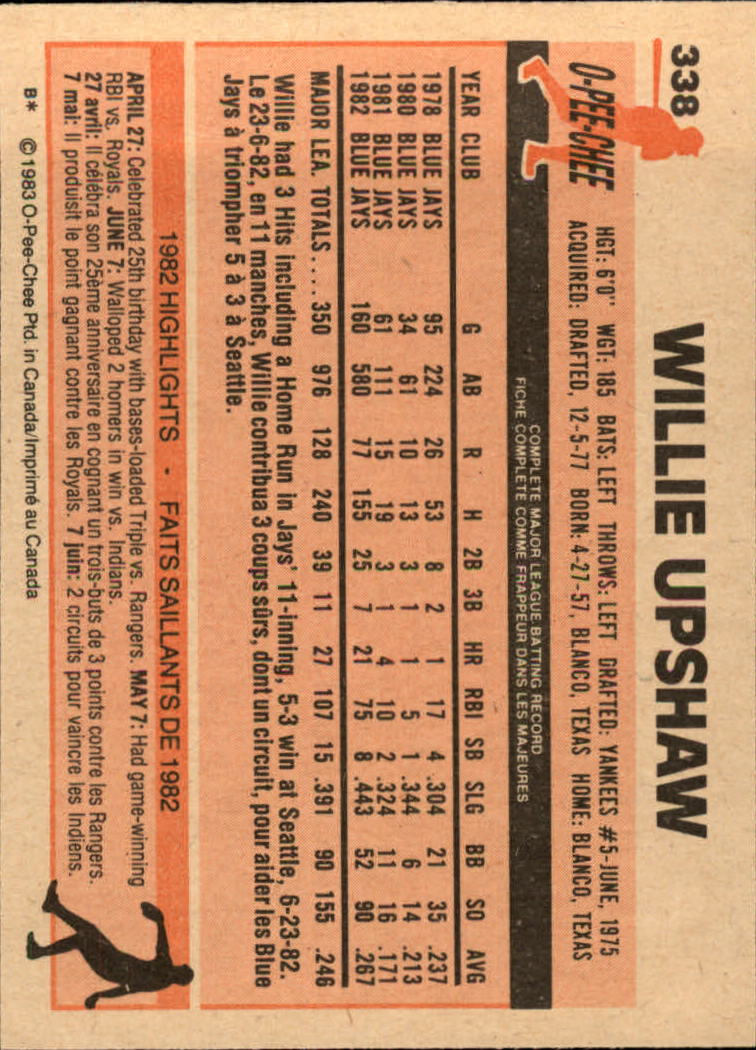 338
WILLIE UPSHAW
O-PEE-CHEE
HGT: 6'0" WGT: 185 BATS: LEFT THROWS: LEFT DRAFTED: YANKEES #5-JUNE, 1975
ACQUIRED: DRAFTED, 12-5-77 BORN: 4-27-57, BLANCO, TEXAS HOME: BLANCO, TEXAS
COMPLETE MAJOR LEAGUE BATTING RECORD
FICHE COMPLETE COMME FRAPPEUR DANS LES MAJEURES
YEAR CLUB G AB R H 2B 3B HR RBI SB SLG BB SO AVG
1978 BLUE JAYS 95 224 26 53 8 2 1 17 4 .304 21 35 .237
1980 BLUE JAYS 34 61 10 13 3 1 1 5 1 .344 6 14 .213
1981 BLUE JAYS 61 111 15 19 3 1 4 10 2 .324 11 16 .171
1982 BLUE JAYS 160 580 77 155 25 7 21 75 8 .443 52 90 .267
MAJOR LEA. TOTALS.... 350 976 128 240 39 11 27 107 15 .391 90 155 .246
Willie had 3 Hits including a Home Run in Jays' 11-inning, 5-3 win at Seattle, 6-23-82.
Le 23-6-82, en 11 manches, Willie contribua 3 coups sûrs, dont un circuit, pour aider les Blue
Jays à triompher 5 à 3 à Seattle.
1982 HIGHLIGHTS - FAITS SAILLANTS DE 1982
APRIL 27: Celebrated 25th birthday with bases-loaded Triple vs. Rangers. MAY 7: Had game-winning
RBI vs. Royals. JUNE 7: Walloped 2 homers in win vs. Indians.
27 avril: Il célébra son 25ème anniversaire en cognant un trois-buts de 3 points contre les Rangers.
7 mai: Il produisit le point gagnant contre les Royals. 7 juin: 2 circuits pour vaincre les Indiens.
B* ©1983 O-Pee-Chee Ptd. in Canada/Imprimé au Canada